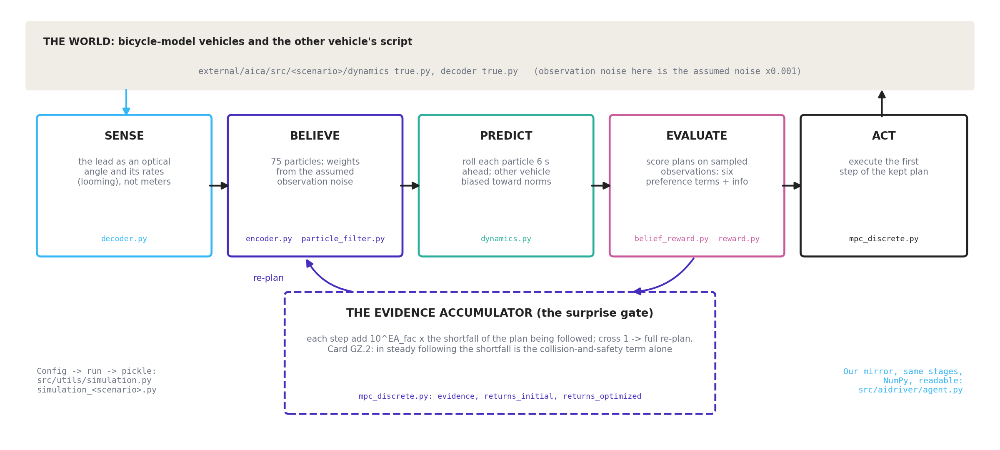 THE WORLD: bicycle-model vehicles and the other vehicle's script
external/aica/src/<scenario>/dynamics_true.py, decoder_true.py   (observation noise here is the assumed noise x0.001)
SENSE
the lead as an optical
angle and its rates
(looming), not meters
decoder.py
BELIEVE
75 particles; weights
from the assumed
observation noise
encoder.py  particle_filter.py
PREDICT
roll each particle 6 s
ahead; other vehicle
biased toward norms
dynamics.py
EVALUATE
score plans on sampled
observations: six
preference terms + info
belief_reward.py  reward.py
ACT
execute the first
step of the kept plan
mpc_discrete.py
re-plan
THE EVIDENCE ACCUMULATOR (the surprise gate)
each step add 10^EA_fac x the shortfall of the plan being followed; cross 1 -> full re-plan.
Card GZ.2: in steady following the shortfall is the collision-and-safety term alone
mpc_discrete.py: evidence, returns_initial, returns_optimized
Config -> run -> pickle:
src/utils/simulation.py
simulation_<scenario>.py
Our mirror, same stages,
NumPy, readable:
src/aidriver/agent.py